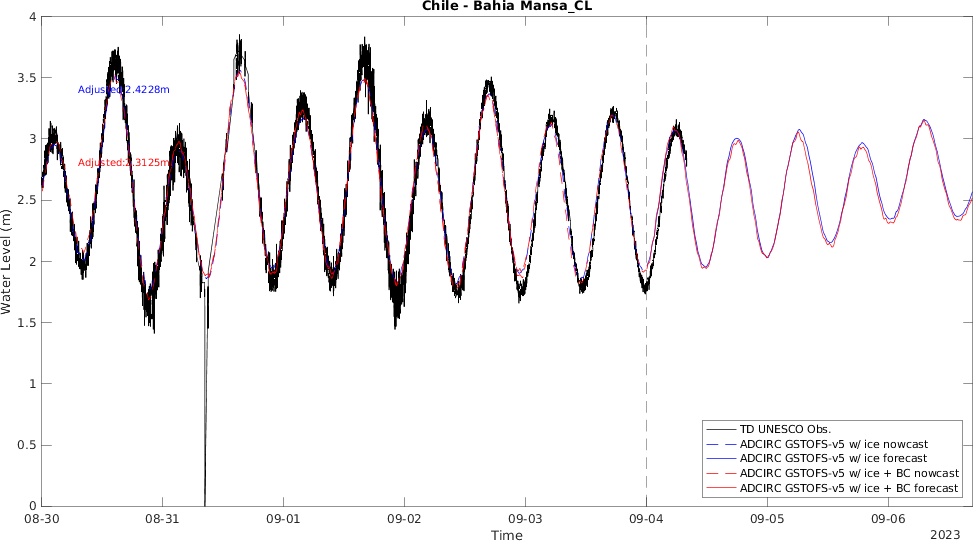 Chile - Bahia Mansa_CL
Water Level (m)
4
3.5
3
2.5
2
1.5
1
0.5
0
Adjusted:2.4228m
Adjusted:2.3125m
08-30
08-31
09-01
09-02
09-03
09-04
09-05
09-06
Time
2023
TD UNESCO Obs.
ADCIRC GSTOFS-v5 w/ ice nowcast
ADCIRC GSTOFS-v5 w/ ice forecast
ADCIRC GSTOFS-v5 w/ ice + BC nowcast
ADCIRC GSTOFS-v5 w/ ice + BC forecast